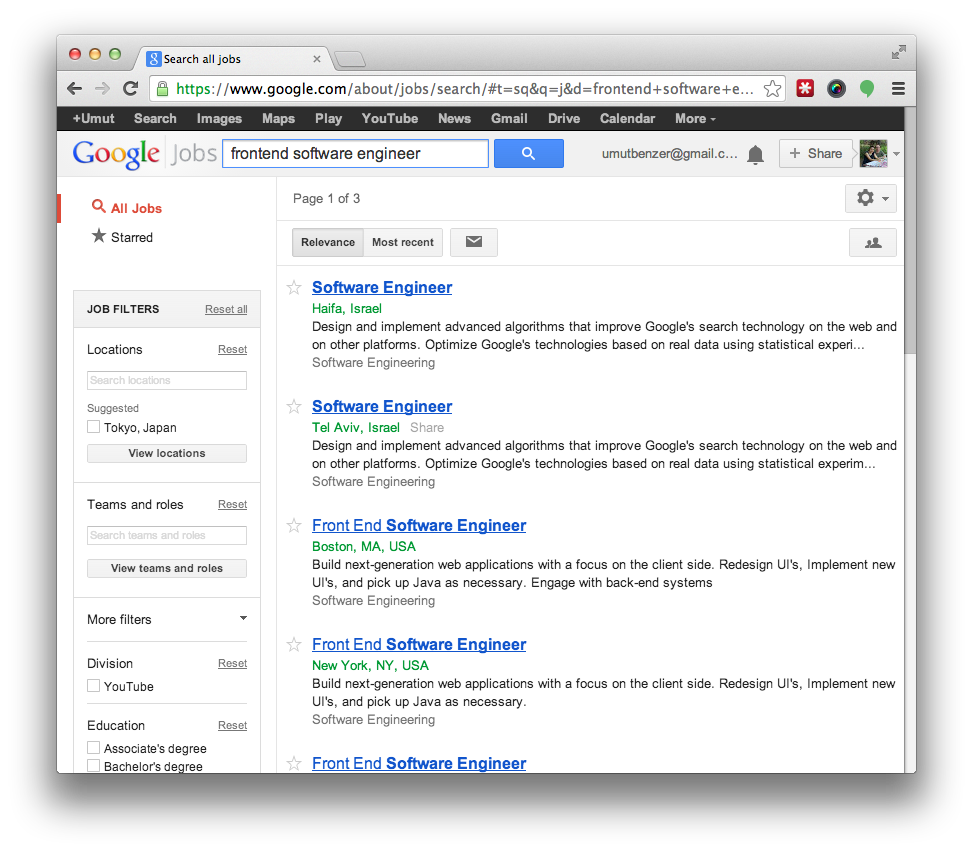 Search all jobs
https://www.google.com/about/jobs/search/#t=sq&q=j&d=frontend+software+e...
+Umut Search Images Maps Play YouTube News Gmail Drive Calendar More
Google Jobs frontend software engineer umutbenzer@gmail.c... + Share
All Jobs
Starred
JOB FILTERS Reset all
Locations Reset
Search locations
Suggested
Tokyo, Japan
View locations
Teams and roles Reset
Search teams and roles
View teams and roles
More filters
Division Reset
YouTube
Education Reset
Associate's degree
Bachelor's degree
Page 1 of 3
Relevance Most recent
Software Engineer
Haifa, Israel
Design and implement advanced algorithms that improve Google's search technology on the web and
on other platforms. Optimize Google's technologies based on real data using statistical experi...
Software Engineering
Software Engineer
Tel Aviv, Israel Share
Design and implement advanced algorithms that improve Google's search technology on the web and
on other platforms. Optimize Google's technologies based on real data using statistical experim...
Software Engineering
Front End Software Engineer
Boston, MA, USA
Build next-generation web applications with a focus on the client side. Redesign UI's, Implement new
UI's, and pick up Java as necessary. Engage with back-end systems
Software Engineering
Front End Software Engineer
New York, NY, USA
Build next-generation web applications with a focus on the client side. Redesign UI's, Implement new
UI's, and pick up Java as necessary.
Software Engineering
Front End Software Engineer